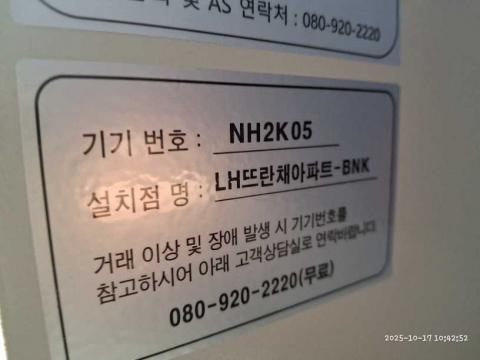 및 AS 연락처 : 080-920-2220
기기 번호 : NH2K05
설치점 명 : LH뜨란채아파트-BNK
거래 이상 및 장애 발생 시 기기번호를
참고하시어 아래 고객상담실로 연락바랍니다.
080-920-2220(무료)
2025-10-17 10:42:52